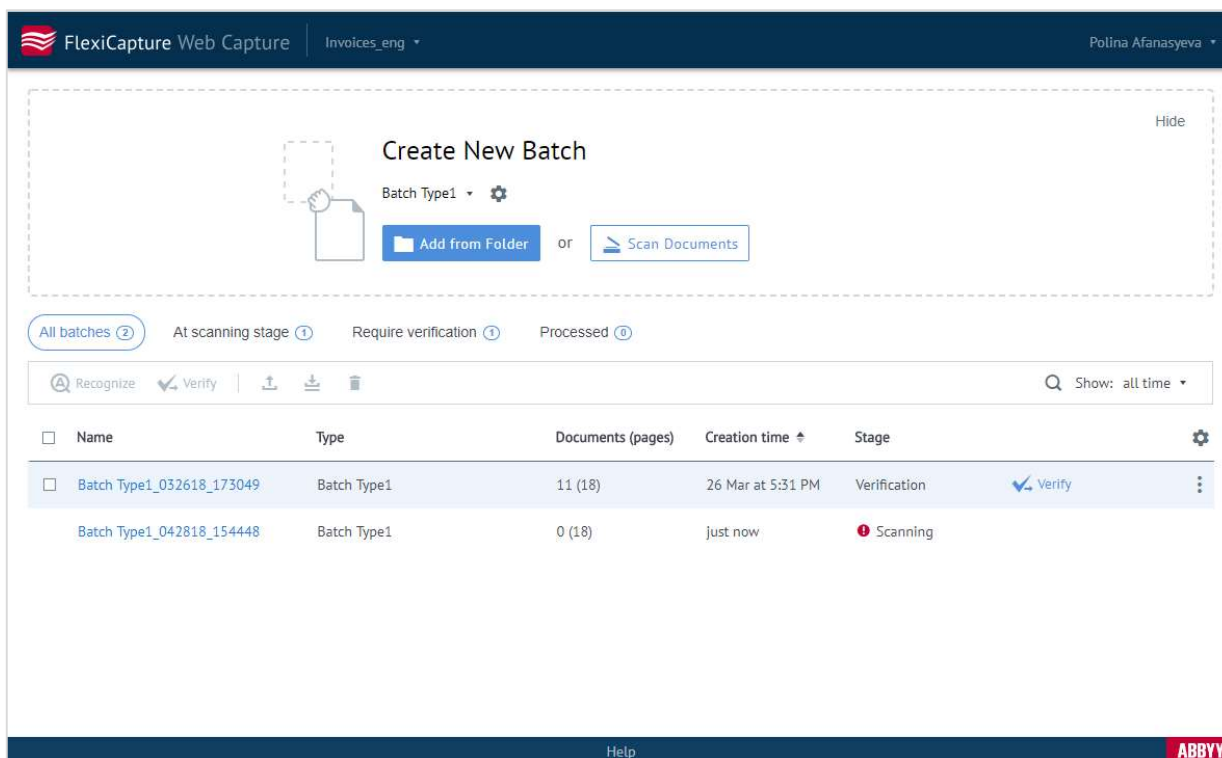 FlexiCapture Web Capture Invoices_eng Polina Afanasyeva
Hide
Create New Batch
Batch Type1
Add from Folder or Scan Documents
All batches 2 At scanning stage 1 Require verification 1 Processed 0
Recognize Verify Show: all time
Name Type Documents (pages) Creation time Stage
Batch Type1_032618_173049 Batch Type1 11 (18) 26 Mar at 5:31 PM Verification Verify
Batch Type1_042818_154448 Batch Type1 0 (18) just now Scanning
Help ABBYY